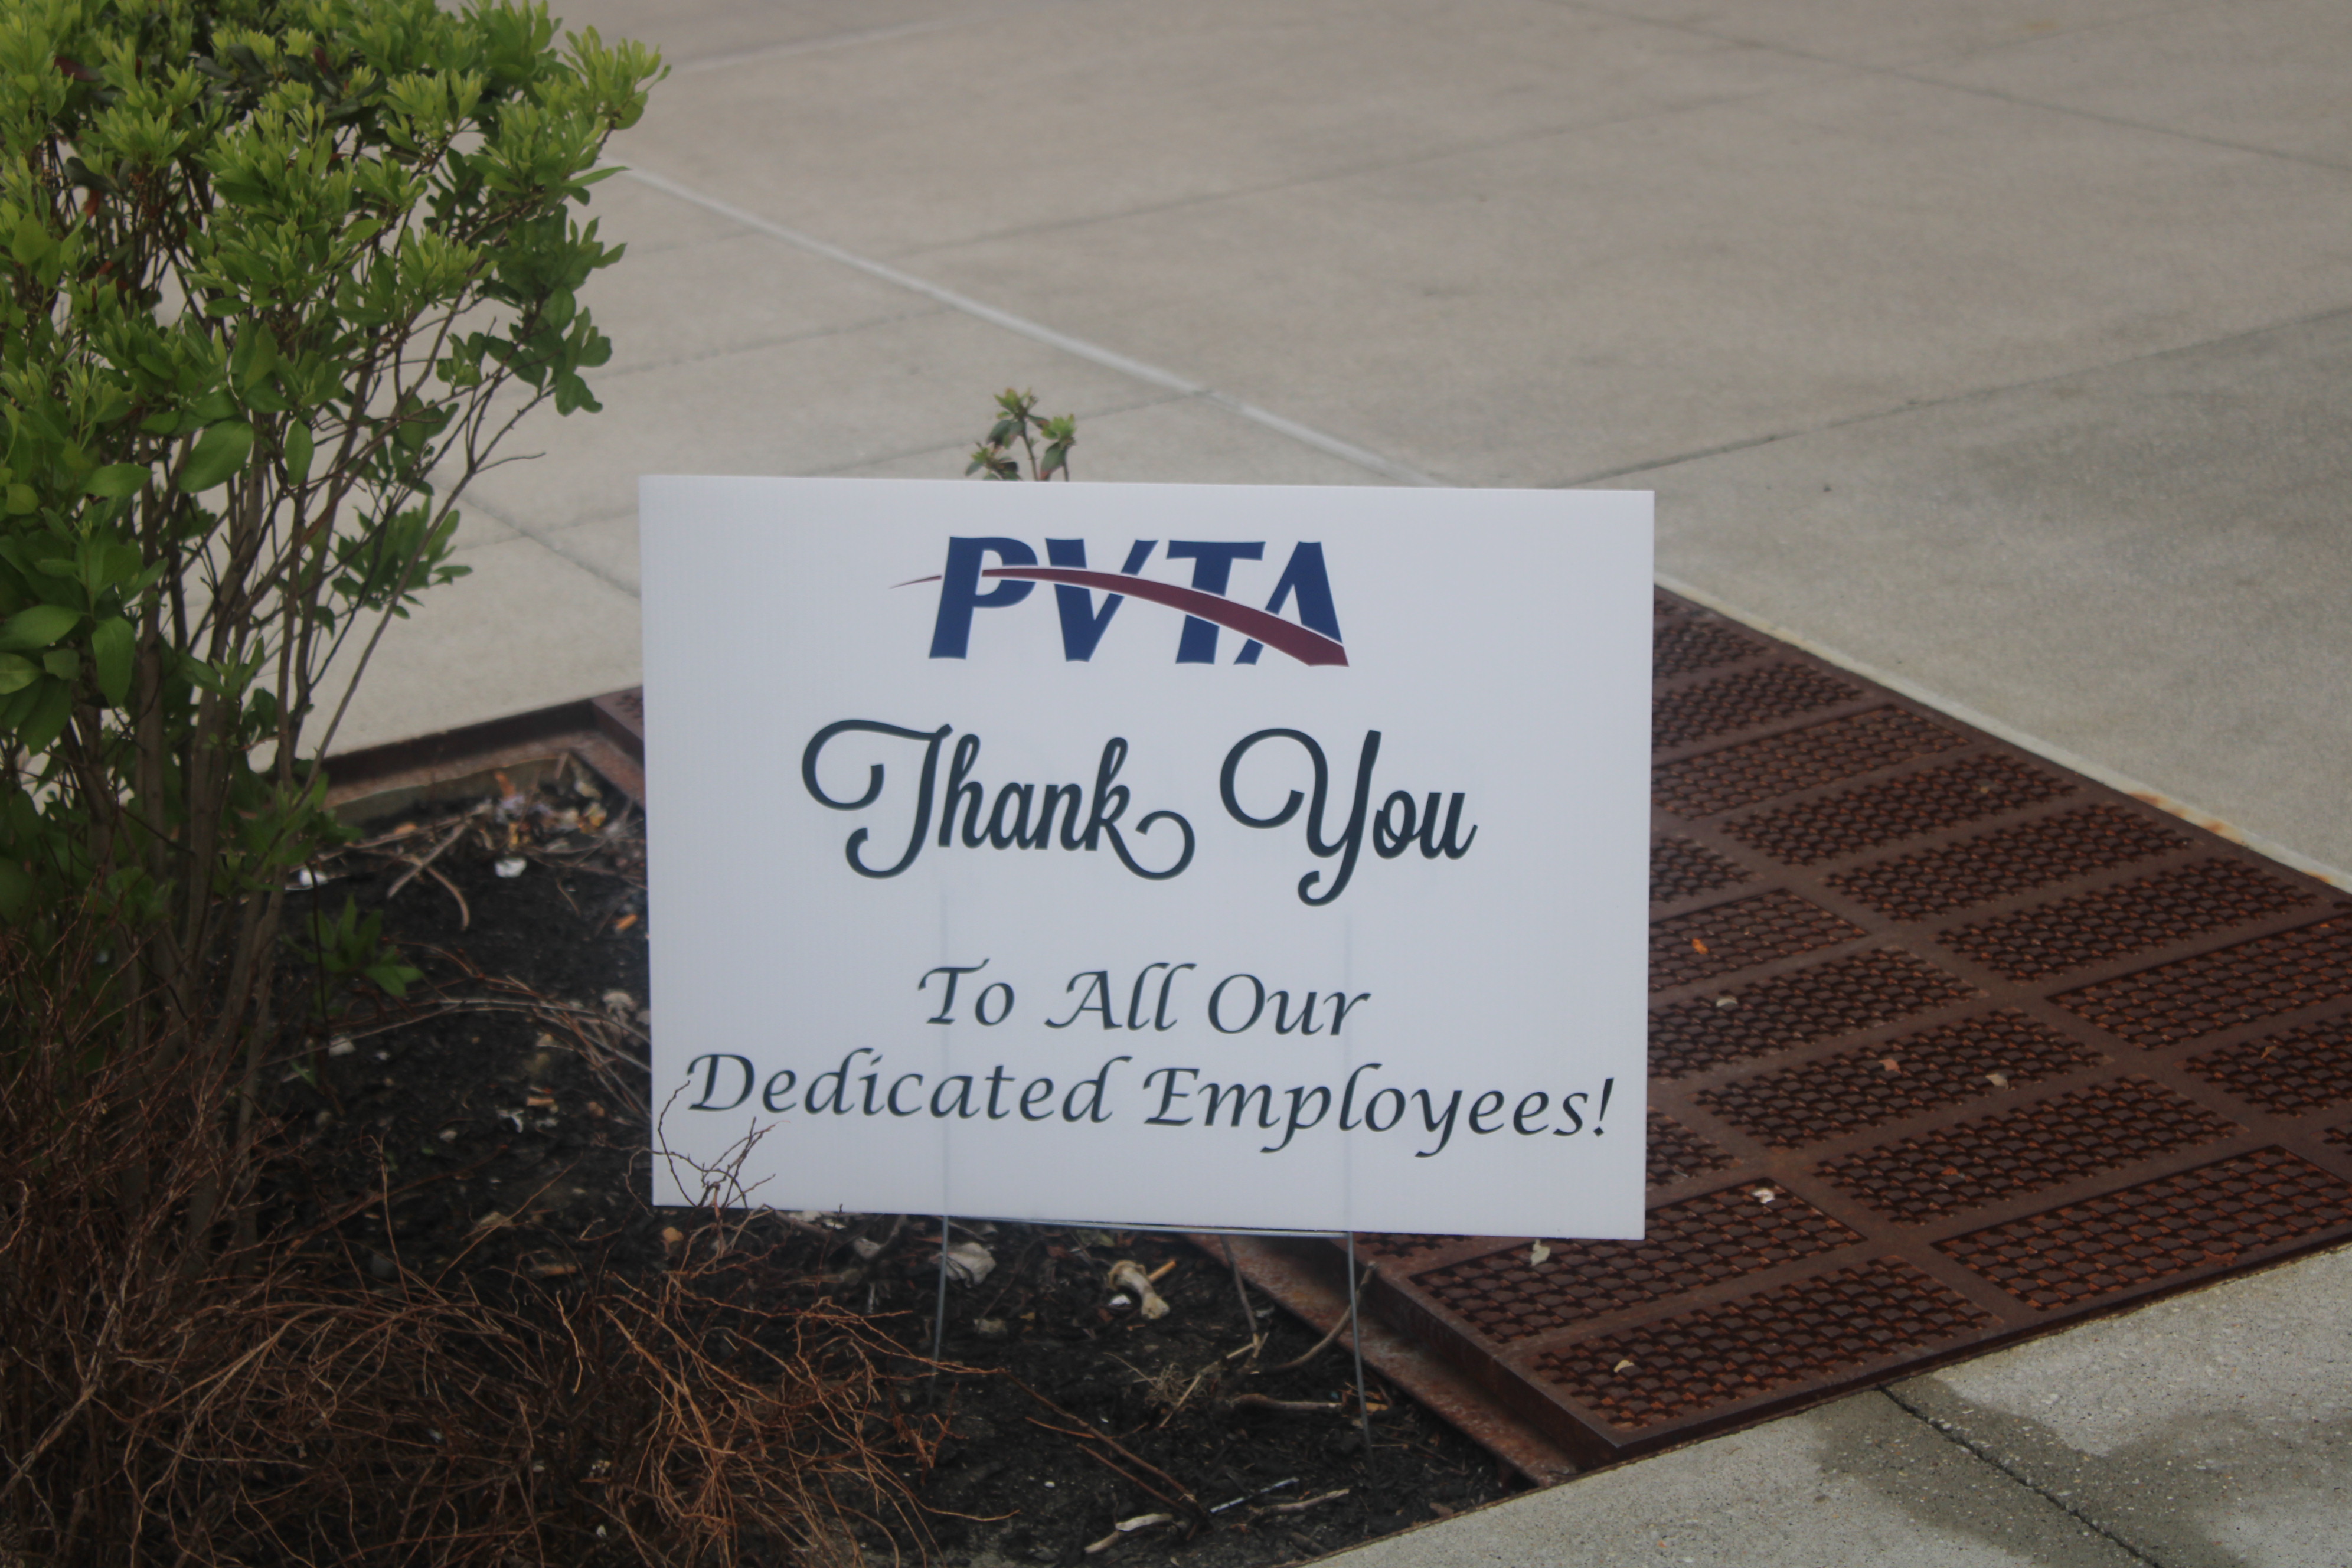 PVTA
Thank You
To All Our
Dedicated Employees!